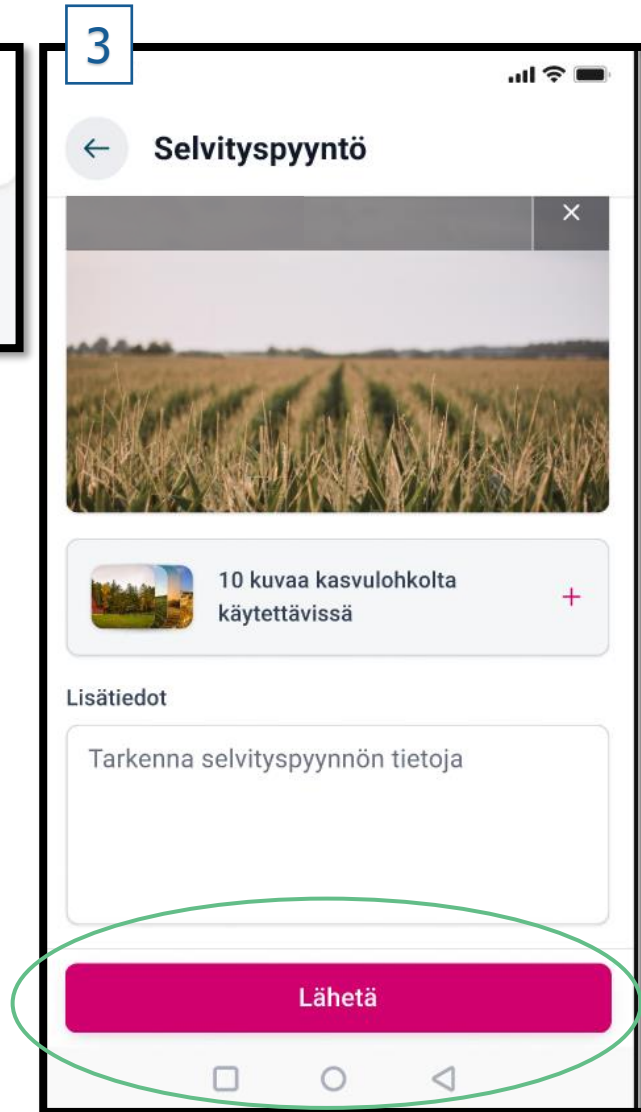 3
Selvityspyyntö
10 kuvaa kasvulohkolta
käytettävissä
Lisätiedot
Tarkenna selvityspyynnön tietoja
Lähetä